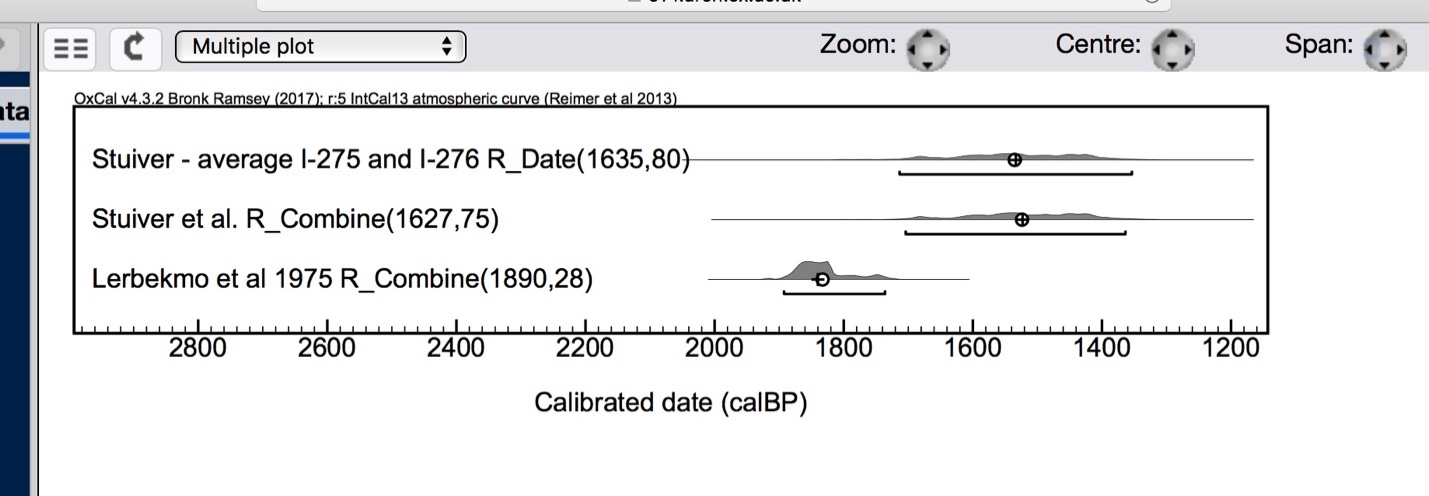 Multiple plot
Zoom:
Centre:
Span:
OxCal v4.3.2 Bronk Ramsey (2017); r:5 IntCal13 atmospheric curve (Reimer et al 2013)
Stuiver - average I-275 and I-276 R_Date(1635,80)
Stuiver et al. R_Combine(1627,75)
Lerbekmo et al 1975 R_Combine(1890,28)
2800 2600 2400 2200 2000 1800 1600 1400 1200
Calibrated date (calBP)